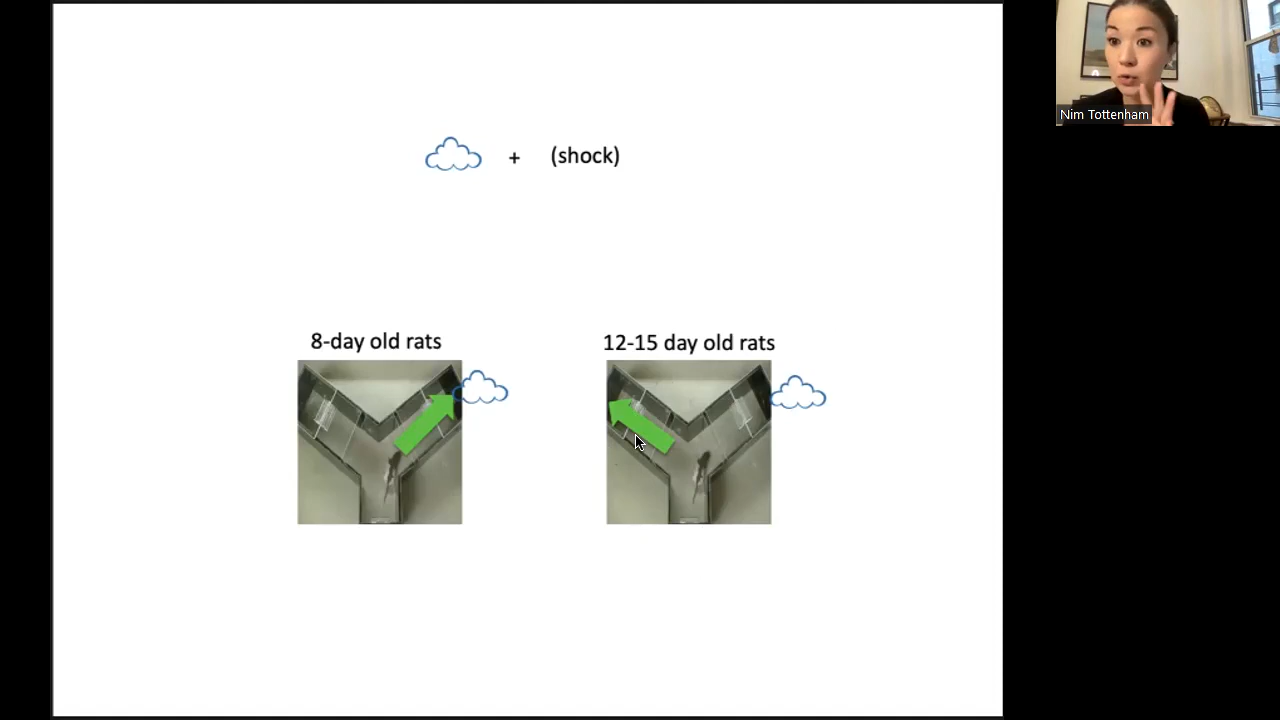 + (shock)
8-day old rats
12-15 day old rats
Nim Tottenham